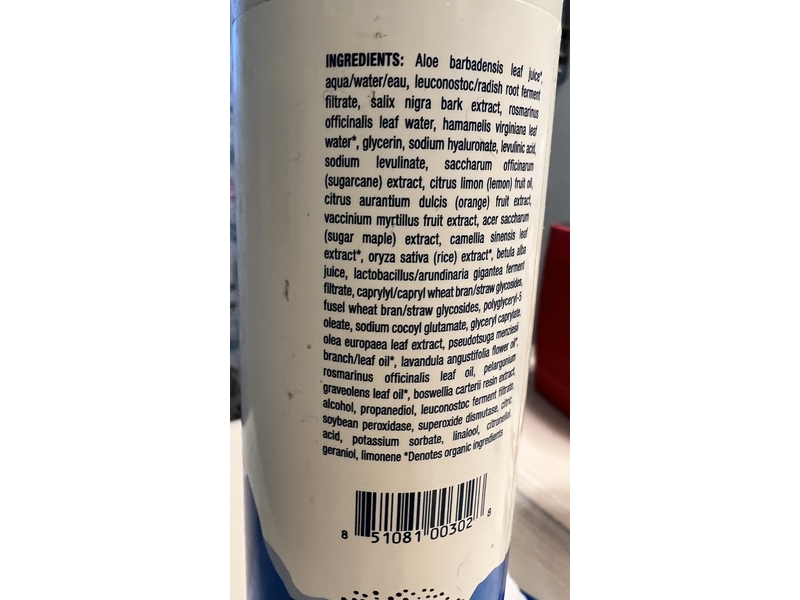 INGREDIENTS: Aloe barbadensis leaf juice*,
aqua/water/eau, leuconostoc/radish root ferment
filtrate, salix nigra bark extract, rosmarinus
officinalis leaf water, hamamelis virginiana leaf
water*, glycerin, sodium hyaluronate, levulinic acid,
sodium levulinate, saccharum officinarum
(sugarcane) extract, citrus limon (lemon) fruit oil,
citrus aurantium dulcis (orange) fruit extract,
vaccinium myrtillus fruit extract, acer saccharum
(sugar maple) extract, camellia sinensis leaf
extract*, oryza sativa (rice) extract*, betula alba
juice, lactobacillus/arundinaria gigantea ferment
filtrate, caprylyl/capryl wheat bran/straw glycosides,
fusel wheat bran/straw glycosides, polyglyceryl-5
oleate, sodium cocoyl glutamate, glyceryl caprylate,
olea europaea leaf extract, pseudotsuga menziesii
branch/leaf oil*, lavandula angustifolia flower oil*,
rosmarinus officinalis leaf oil, pelargonium
graveolens leaf oil*, boswellia carterii resin extract,
alcohol, propanediol, leuconostoc ferment filtrate,
soybean peroxidase, superoxide dismutase, citric
acid, potassium sorbate, linalool, citronellol,
geraniol, limonene *Denotes organic ingredients
8 51081 00302 8